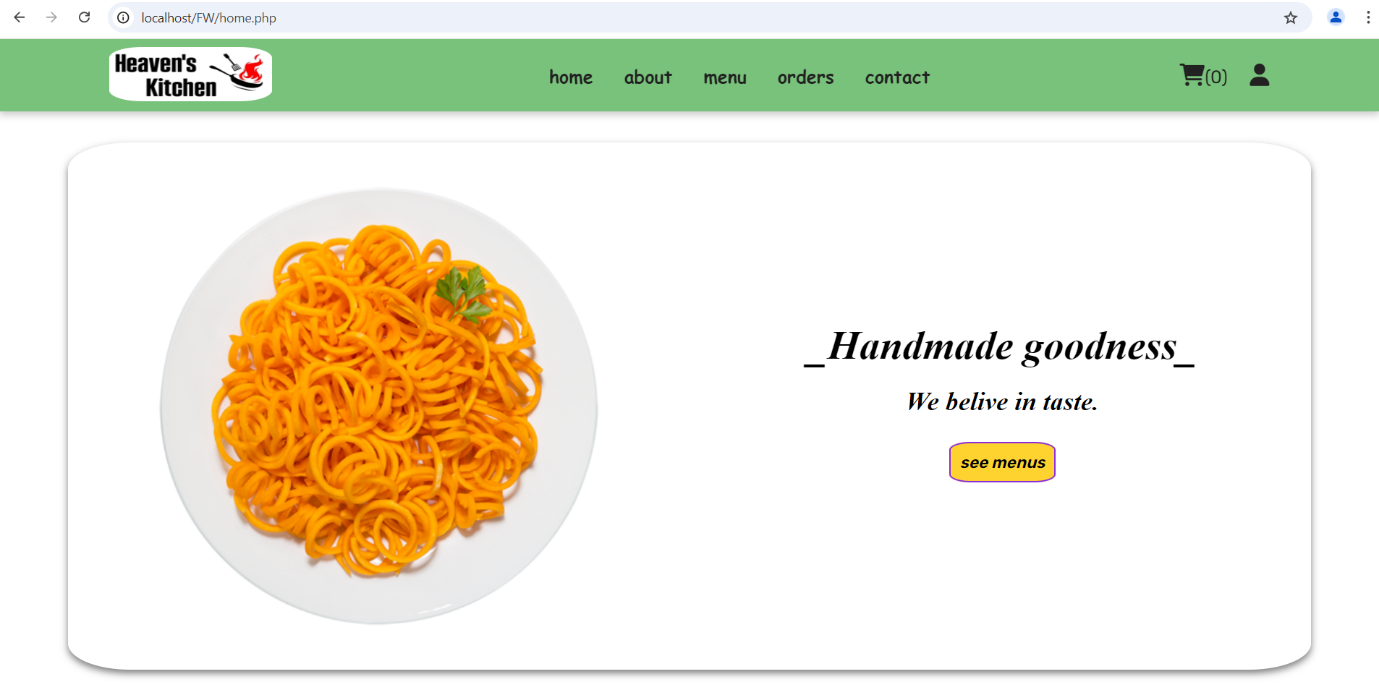 localhost/FW/home.php
Heaven's
Kitchen
home about menu orders contact (0)
_Handmade goodness_
We belive in taste.
see menus